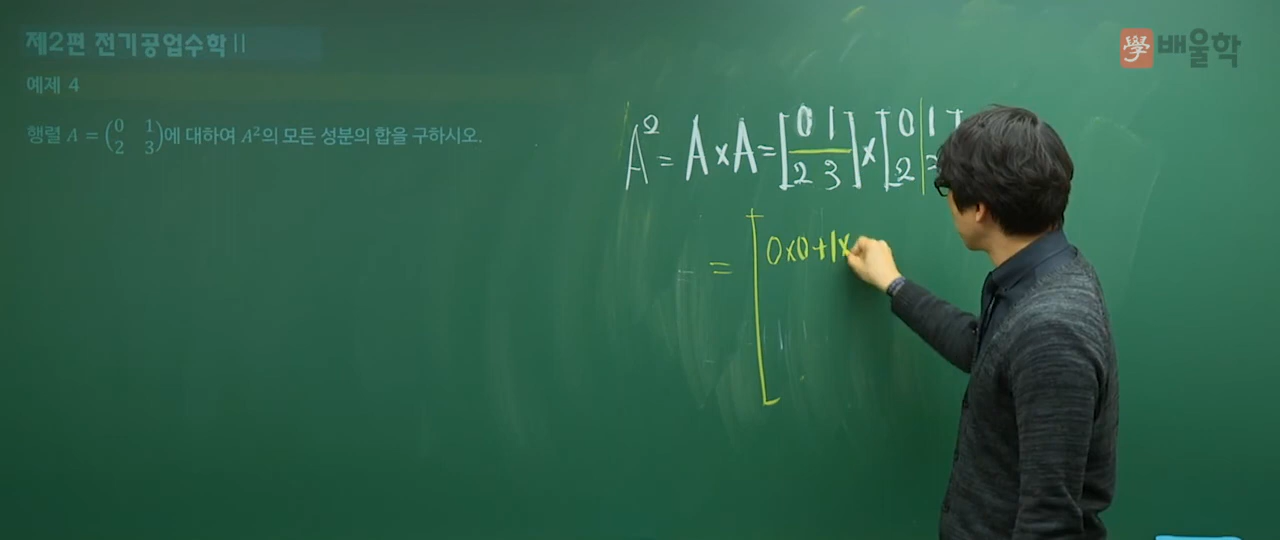 제2편 전기공업수학 II
學 배울학
예제 4
행렬 A = (0 1
2 3)에 대하여 A²의 모든 성분의 합을 구하시오.
A² = A × A = [0 1
2 3] × [0 1
2
= [0×0+1×